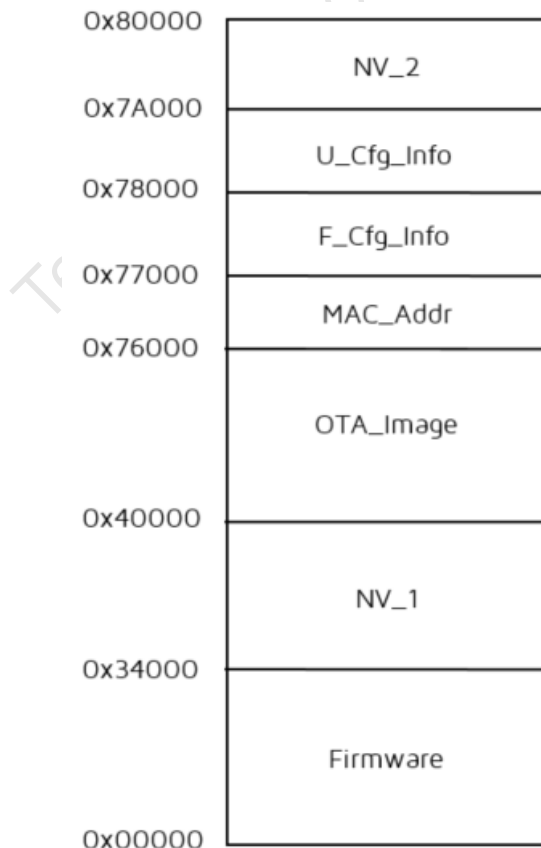 0x80000
NV_2
0x7A000
U_Cfg_Info
0x78000
F_Cfg_Info
0x77000
MAC_Addr
0x76000
OTA_Image
0x40000
NV_1
0x34000
Firmware
0x00000